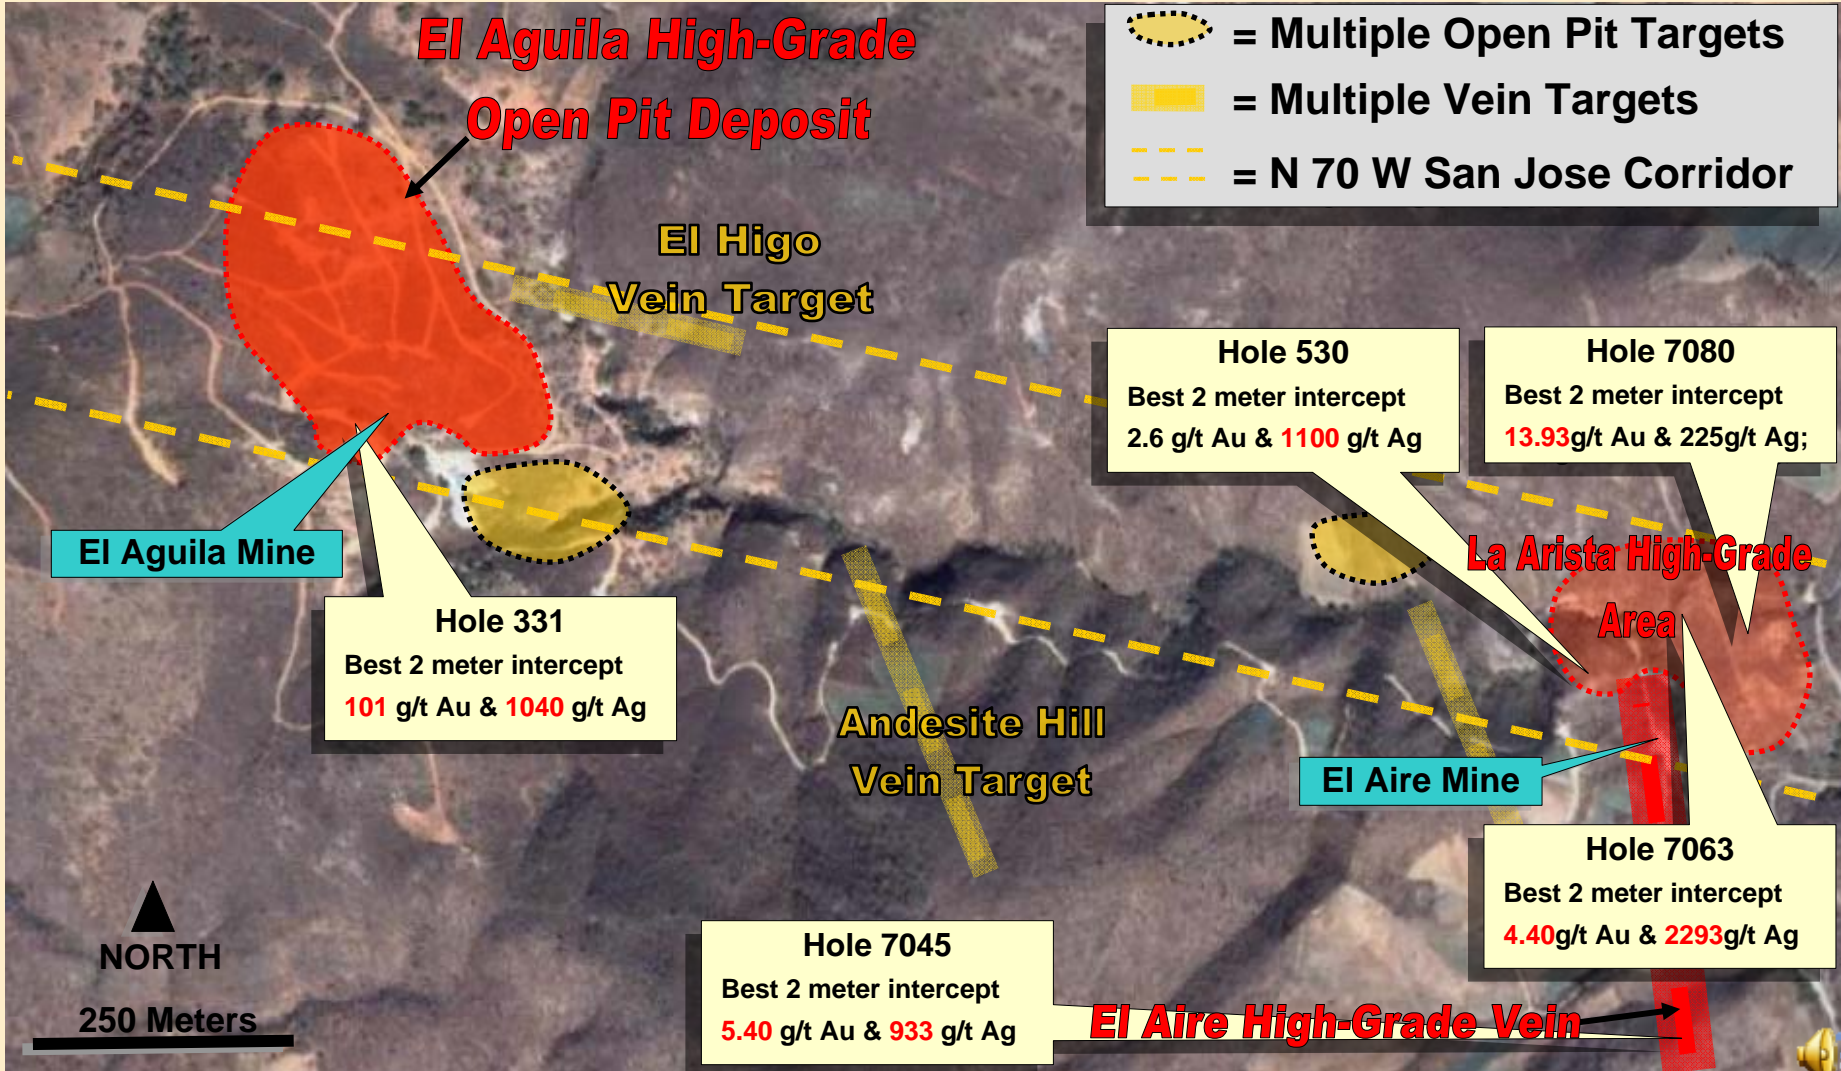 El Aguila High-Grade
Open Pit Deposit
= Multiple Open Pit Targets
= Multiple Vein Targets
= N 70 W San Jose Corridor
El Higo
Vein Target
Hole 530
Best 2 meter intercept
2.6 g/t Au & 1100 g/t Ag
Hole 7080
Best 2 meter intercept
13.93g/t Au & 225g/t Ag;
El Aguila Mine
La Arista High-Grade
Area
Hole 331
Best 2 meter intercept
101 g/t Au & 1040 g/t Ag
Andesite Hill
Vein Target
El Aire Mine
Hole 7063
Best 2 meter intercept
4.40g/t Au & 2293g/t Ag
NORTH
250 Meters
Hole 7045
Best 2 meter intercept
5.40 g/t Au & 933 g/t Ag
El Aire High-Grade Vein